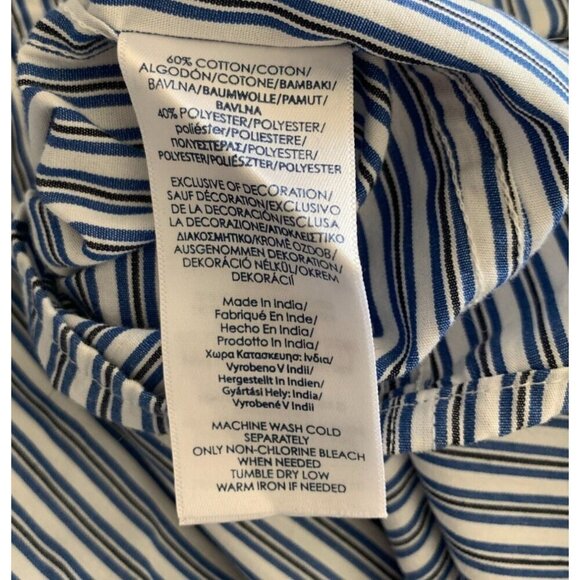 60% COTTON/COTON/
ALGODÓN/COTONE/BAMBAKI/
BAVLNA/BAUMWOLLE/PAMUT/
BAVLNA
40% POLYESTER/POLYESTER/
poliéster/POLIESTERE/
ΠΟΛΥΕΣΤΕΡΑΣ/POLYESTER/
POLYESTER/POLIÉSZTER/POLYESTER
EXCLUSIVE OF DECORATION/
SAUF DÉCORATION/EXCLUSIVO
DE LA DECORACIÓN/ESCLUSA
LA DECORAZIONE/ΑΠΟΚΛΕΙΣΤΙΚΟ
ΔΙΑΚΟΣΜΗΤΙΚΟ/KROMĚ OZDOB/
AUSGENOMMEN DEKORATION/
DEKORÁCIÓ NÉLKÜL/OKREM
DEKORÁCIÍ
Made In India/
Fabriqué En Inde/
Hecho En India/
Prodotto In India/
Χωρα Κατασκευησ: Ινδια/
Vyrobeno V Indii/
Hergestellt In Indien/
Gyártási Hely: India/
Vyrobené V Indii
MACHINE WASH COLD
SEPARATELY
ONLY NON-CHLORINE BLEACH
WHEN NEEDED
TUMBLE DRY LOW
WARM IRON IF NEEDED